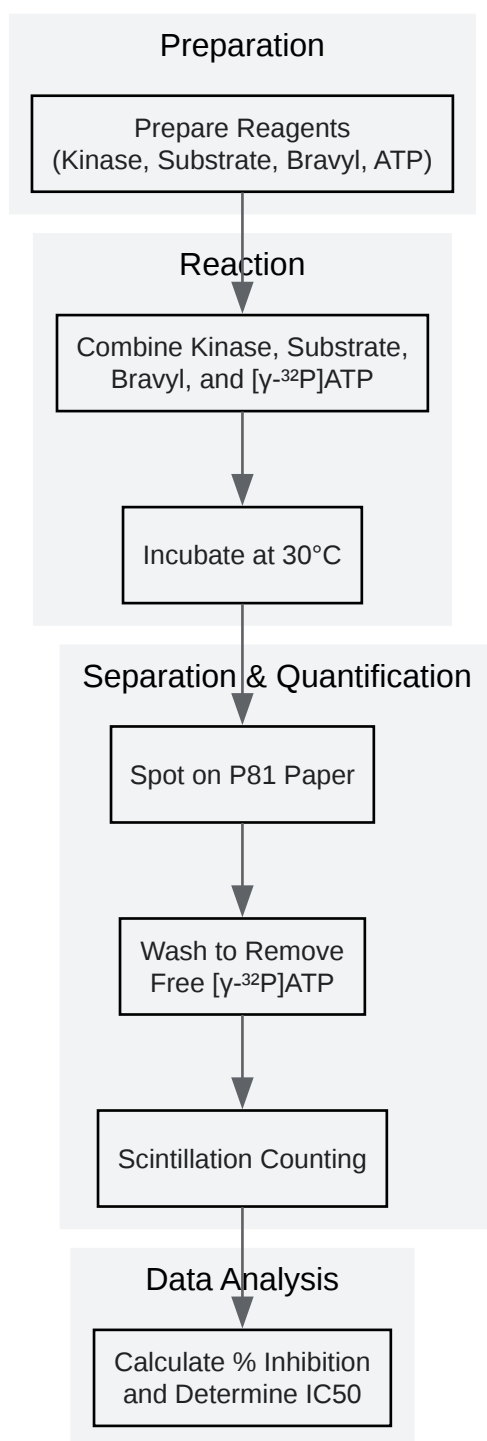 Preparation
Prepare Reagents
(Kinase, Substrate, Bravyl, ATP)
Reaction
Combine Kinase, Substrate,
Bravyl, and [γ-³²P]ATP
Incubate at 30°C
Separation & Quantification
Spot on P81 Paper
Wash to Remove
Free [γ-³²P]ATP
Scintillation Counting
Data Analysis
Calculate % Inhibition
and Determine IC50